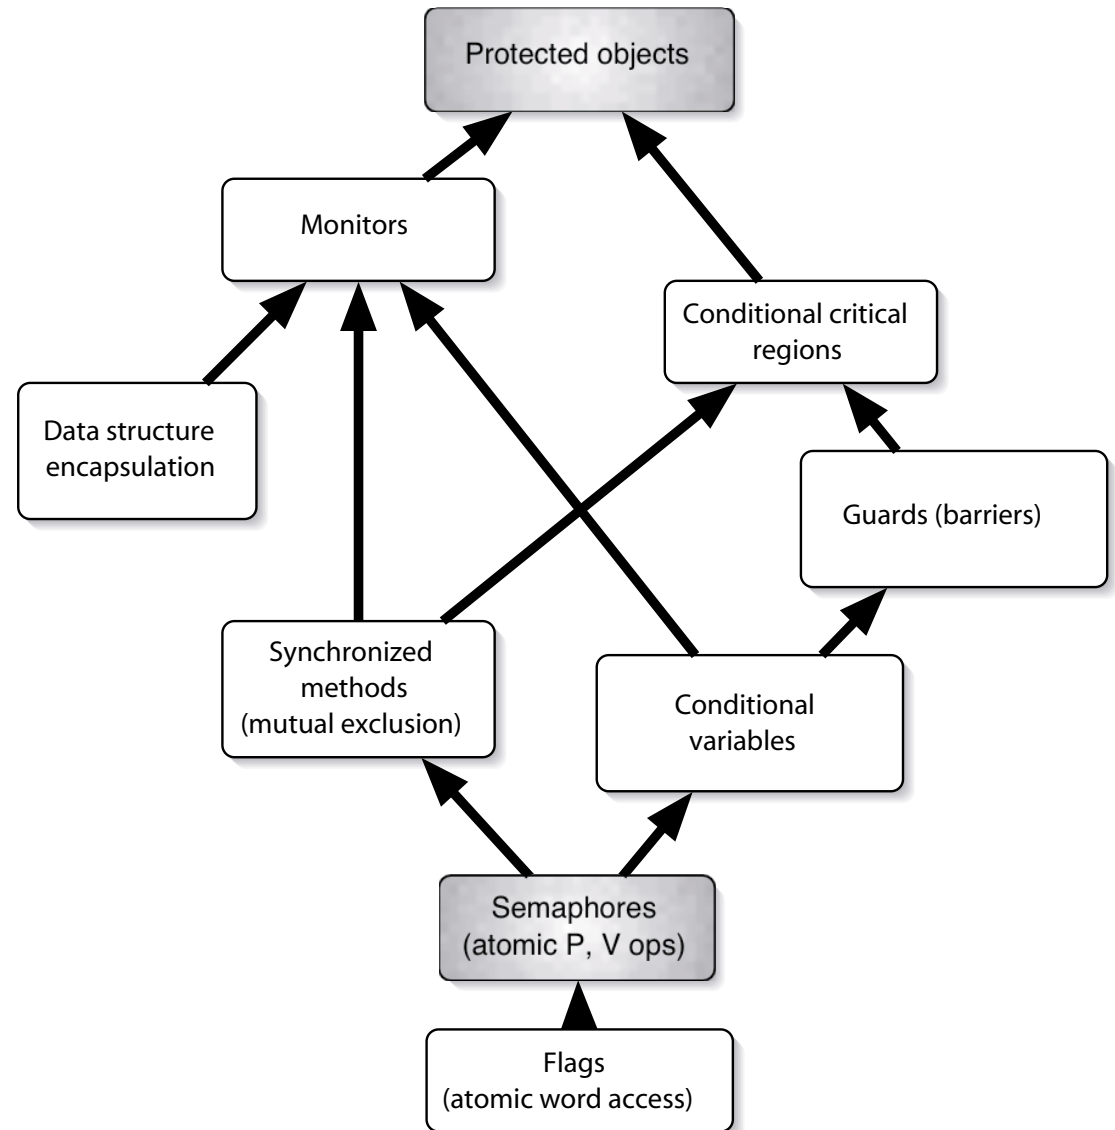 Protected objects
Monitors
Conditional critical
regions
Data structure
encapsulation
Guards (barriers)
Synchronized
methods
(mutual exclusion)
Conditional
variables
Semaphores
(atomic P, V ops)
Flags
(atomic word access)